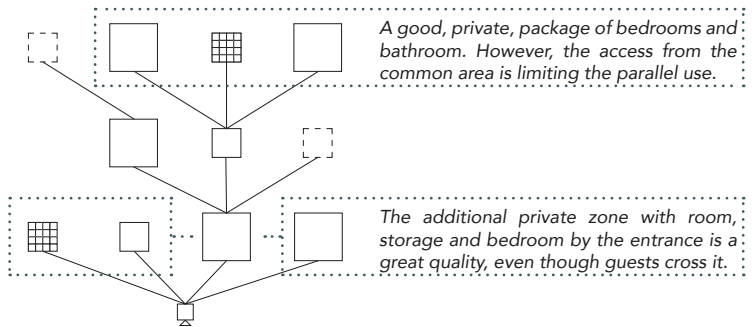 A good, private, package of bedrooms and
bathroom. However, the access from the
common area is limiting the parallel use.
The additional private zone with room,
storage and bedroom by the entrance is a
great quality, even though guests cross it.